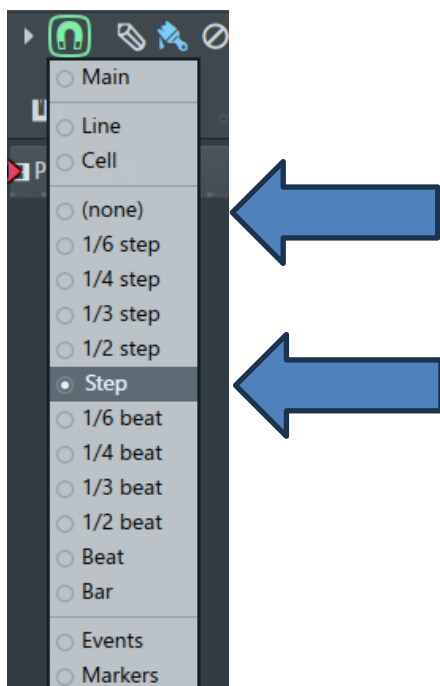 Main
Line
P
Cell
(none)
1/6 step
1/4 step
1/3 step
1/2 step
Step
1/6 beat
1/4 beat
1/3 beat
1/2 beat
Beat
Bar
Events
Markers